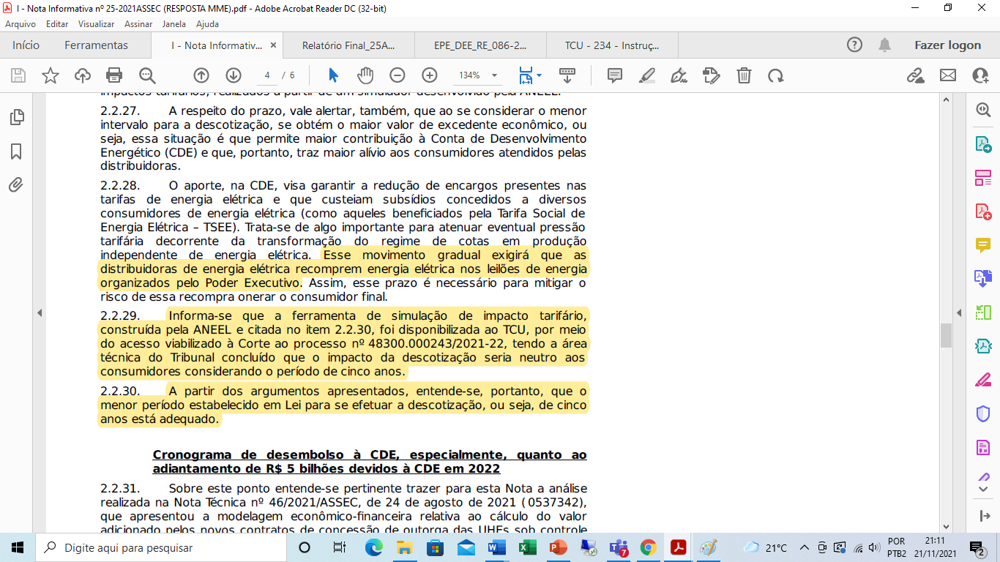 I - Nota Informativa nº 25-2021ASSEC (RESPOSTA MME).pdf - Adobe Acrobat Reader DC (32-bit)
Arquivo Editar Visualizar Assinar Janela Ajuda
Início Ferramentas I - Nota Informativ... × Relatório Final_25A... EPE_DEE_RE_086-2... TCU - 234 - Instruç... Fazer logon
4 / 6 134%
impactos tarifários, realizados a partir de um simulador desenvolvido pela ANEEL.
2.2.27. A respeito do prazo, vale alertar, também, que ao se considerar o menor
intervalo para a descotização, se obtém o maior valor de excedente econômico, ou
seja, essa situação é que permite maior contribuição à Conta de Desenvolvimento
Energético (CDE) e que, portanto, traz maior alívio aos consumidores atendidos pelas
distribuidoras.
2.2.28. O aporte, na CDE, visa garantir a redução de encargos presentes nas
tarifas de energia elétrica e que custeiam subsídios concedidos a diversos
consumidores de energia elétrica (como aqueles beneficiados pela Tarifa Social de
Energia Elétrica – TSEE). Trata-se de algo importante para atenuar eventual pressão
tarifária decorrente da transformação do regime de cotas em produção
independente de energia elétrica. Esse movimento gradual exigirá que as
distribuidoras de energia elétrica recomprem energia elétrica nos leilões de energia
organizados pelo Poder Executivo. Assim, esse prazo é necessário para mitigar o
risco de essa recompra onerar o consumidor final.
2.2.29. Informa-se que a ferramenta de simulação de impacto tarifário,
construída pela ANEEL e citada no item 2.2.30, foi disponibilizada ao TCU, por meio
do acesso viabilizado à Corte ao processo nº 48300.000243/2021-22, tendo a área
técnica do Tribunal concluído que o impacto da descotização seria neutro aos
consumidores considerando o período de cinco anos.
2.2.30. A partir dos argumentos apresentados, entende-se, portanto, que o
menor período estabelecido em Lei para se efetuar a descotização, ou seja, de cinco
anos está adequado.
Cronograma de desembolso à CDE, especialmente, quanto ao
adiantamento de R$ 5 bilhões devidos à CDE em 2022
2.2.31. Sobre este ponto entende-se pertinente trazer para esta Nota a análise
realizada na Nota Técnica nº 46/2021/ASSEC, de 24 de agosto de 2021 (0537342),
que apresentou a modelagem econômico-financeira relativa ao cálculo do valor
adicionado pelos novos contratos de concessão de outorga das UHEs sob controle
Digite aqui para pesquisar
7
21°C
POR
PTB2
21:11
21/11/2021
2